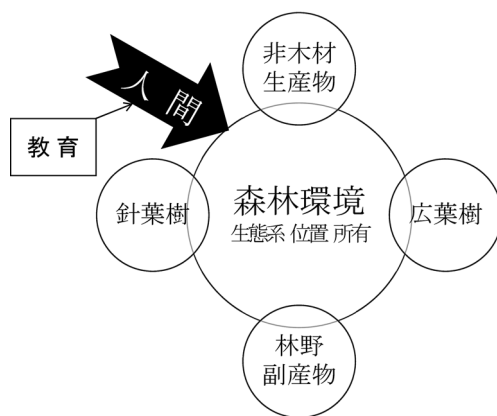 非木材
生産物
人間
教育
針葉樹
森林環境
生態系 位置 所有
広葉樹
林野
副産物